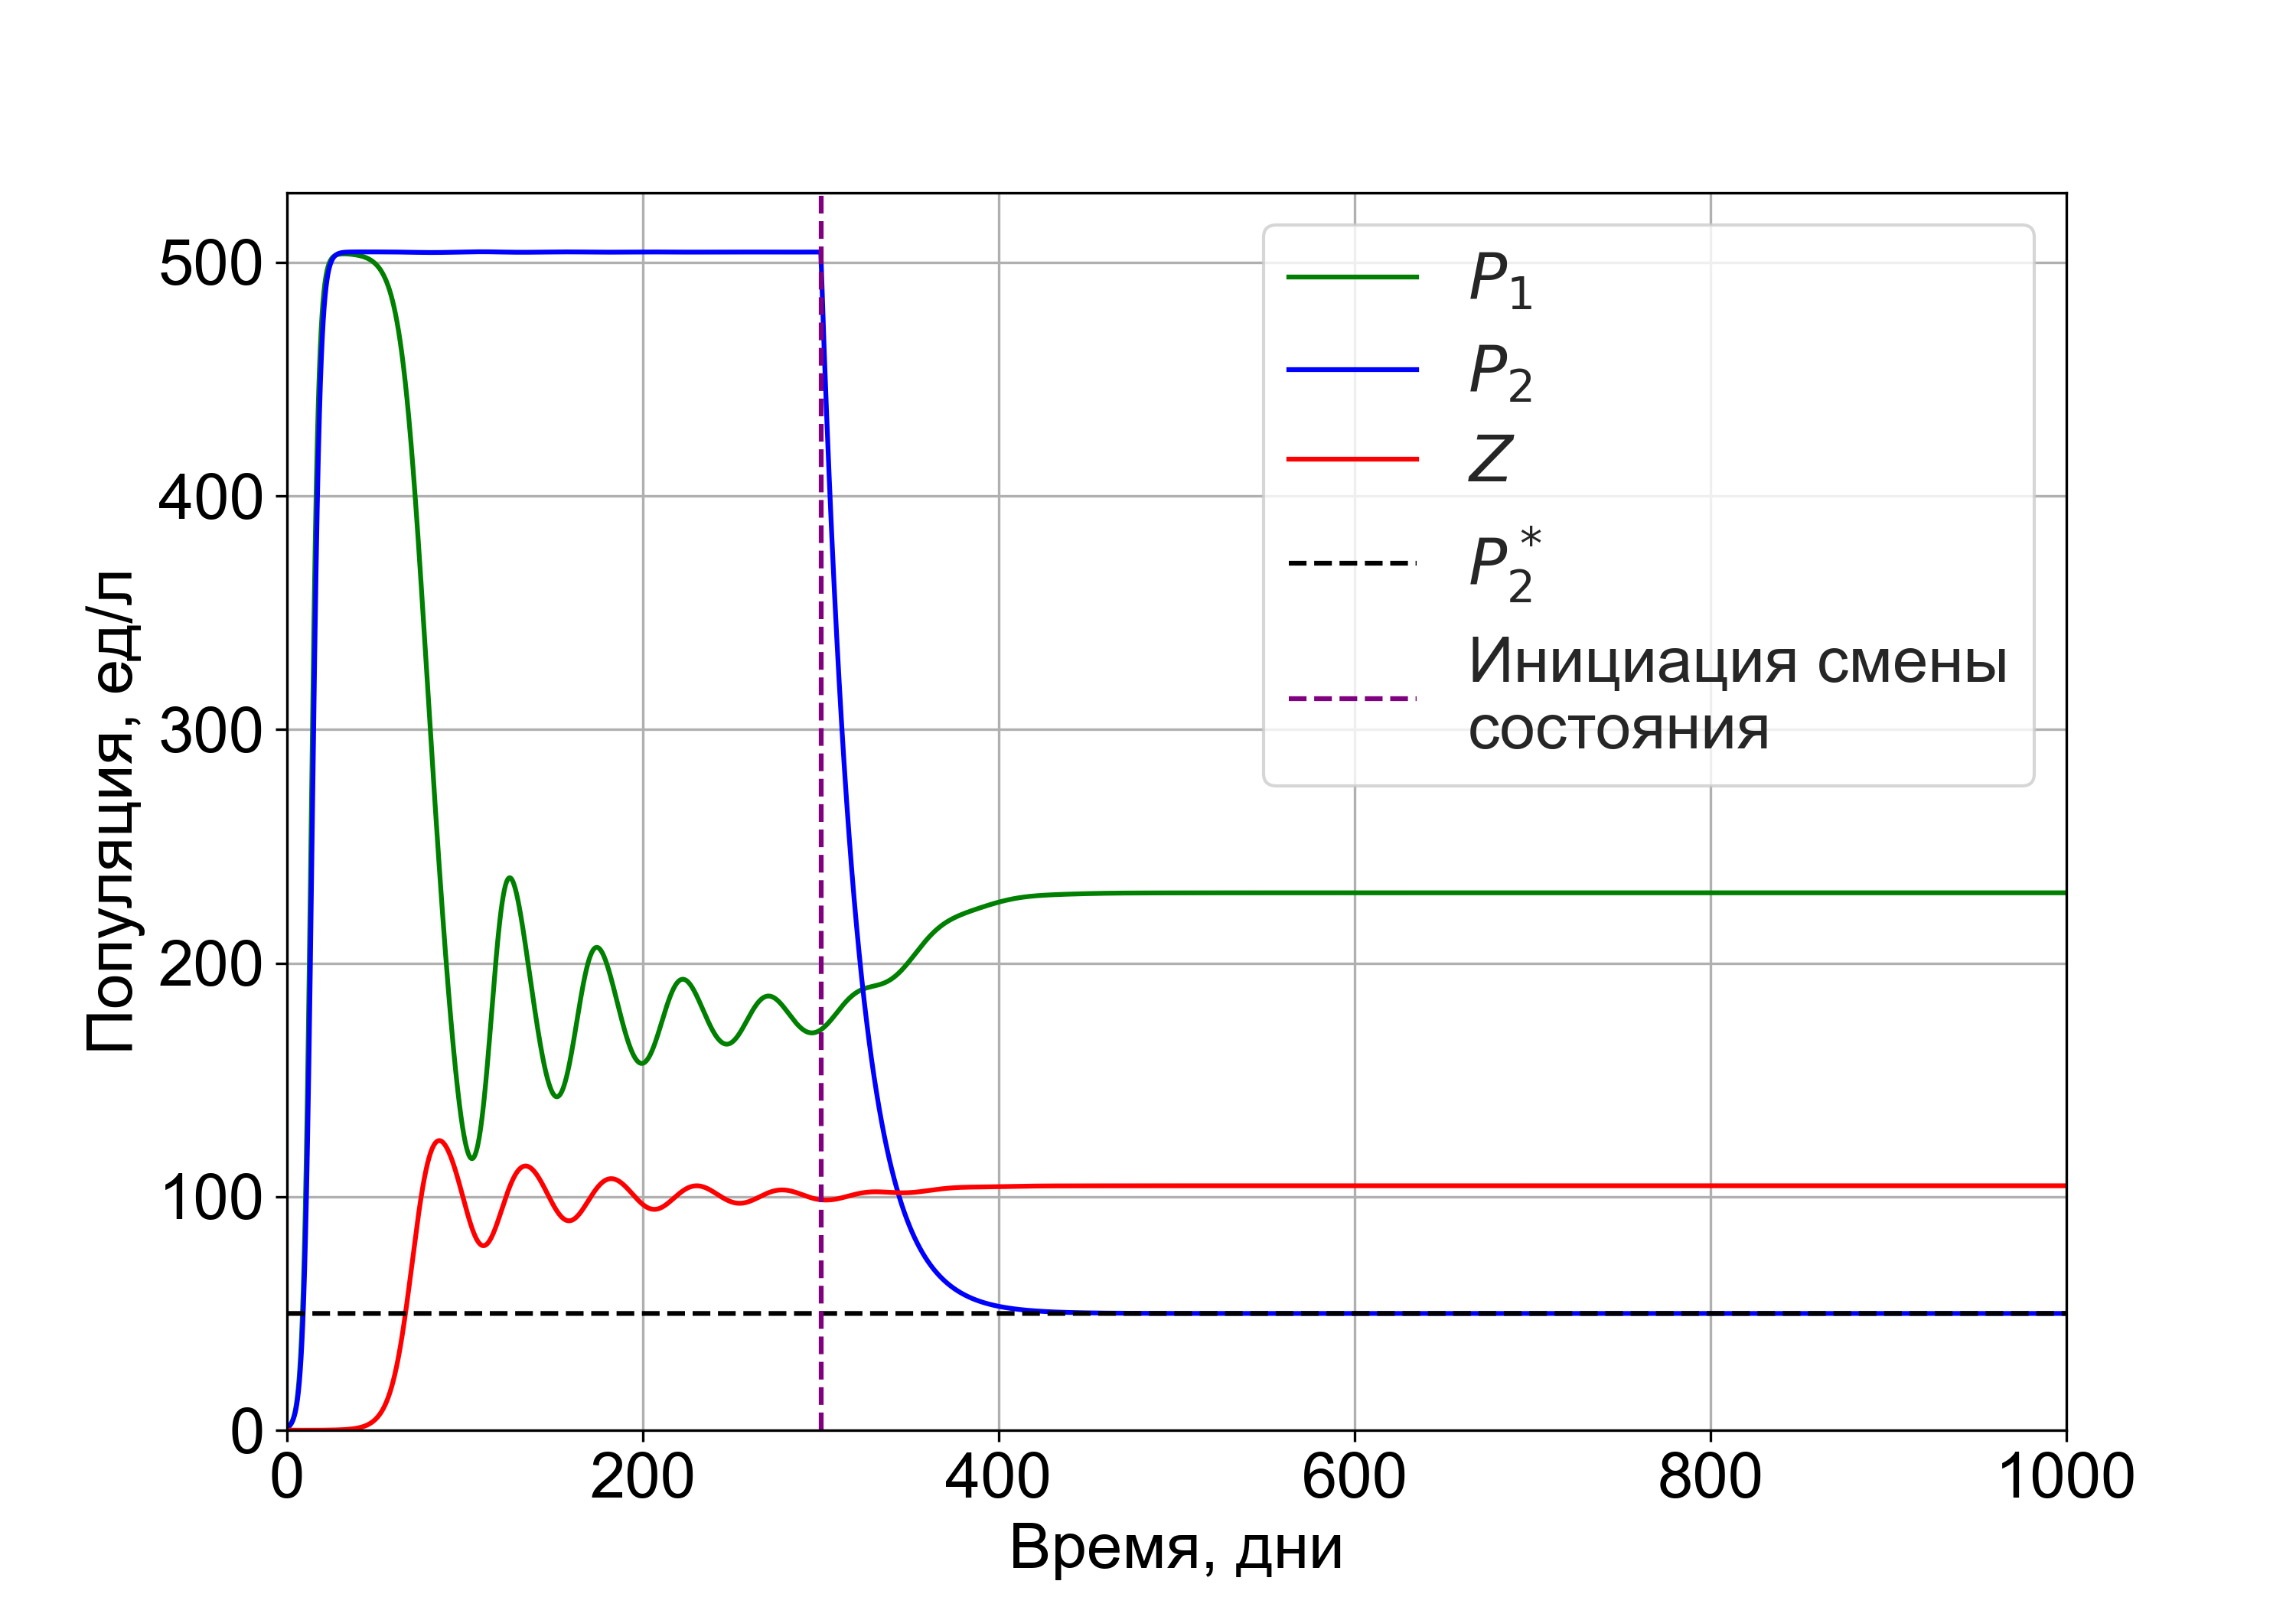 500
400
300
200
100
0
Популяция, ед/л
0 200 400 600 800 1000
Время, дни
P₁
P₂
Z
P₂*
Инициация смены
состояния